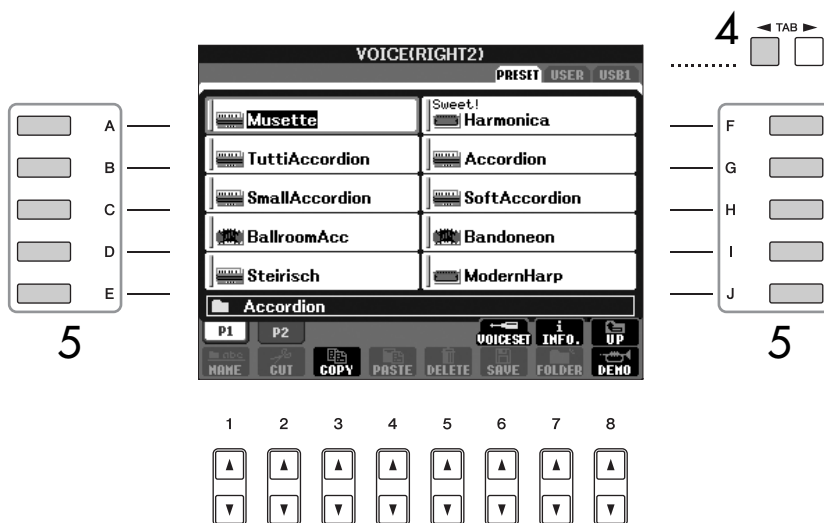 4 ◄ TAB ►
VOICE(RIGHT2)
PRESET USER USB1
A Musette Sweet! Harmonica F
B TuttiAccordion Accordion G
C SmallAccordion SoftAccordion H
D BallroomAcc Bandoneon I
E Steirisch ModernHarp J
Accordion
5 5
P1 P2 VOICESET i INFO. UP
abc. NAME CUT COPY PASTE DELETE SAVE FOLDER DEMO
1 2 3 4 5 6 7 8